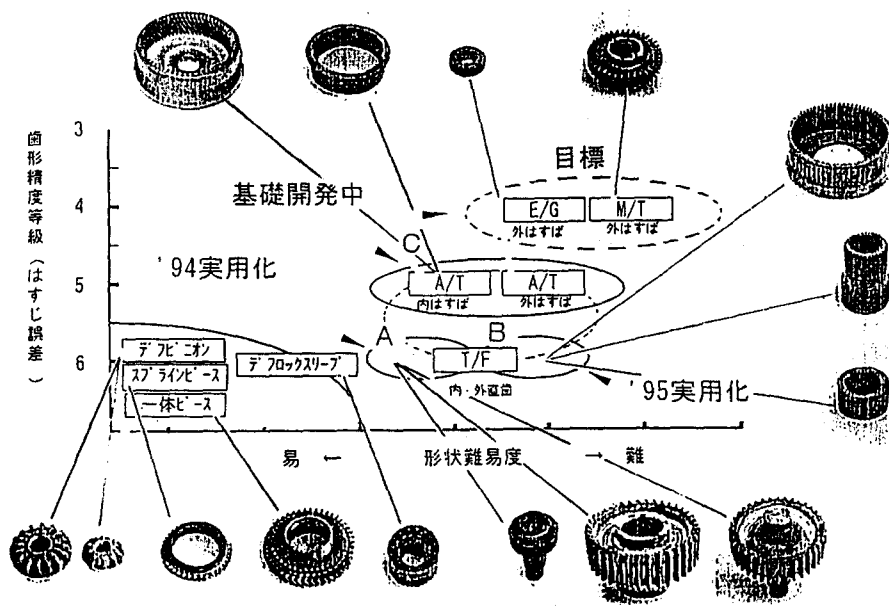 歯形精度等級（はすじ誤差）
3
4
5
6
目標
基礎開発中
E/G
M/T
外はすば
外はすば
C
'94実用化
A/T
A/T
内はすば
外はすば
A
B
デフピニオン
デフロックスリーブ
T/F
スプラインピース
内・外直歯
'95実用化
一体ピース
易 ←
形状難易度
→ 難